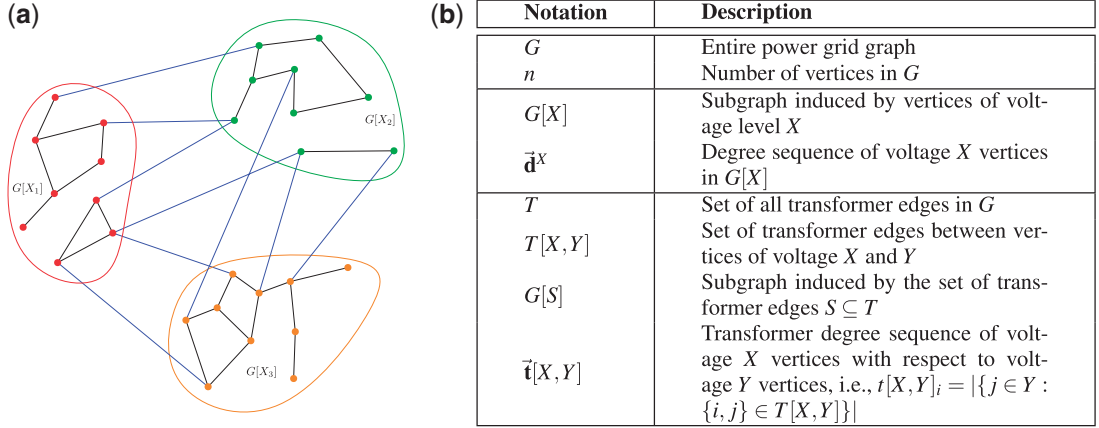 (a)
G[X₁]
G[X₂]
G[X₃]
(b)
Notation Description
G Entire power grid graph
n Number of vertices in G
G[X] Subgraph induced by vertices of volt-
age level X
d⃗^X Degree sequence of voltage X vertices
in G[X]
T Set of all transformer edges in G
T[X,Y] Set of transformer edges between ver-
tices of voltage X and Y
G[S] Subgraph induced by the set of trans-
former edges S ⊆ T
t⃗[X,Y] Transformer degree sequence of volt-
age X vertices with respect to volt-
age Y vertices, i.e., t[X,Y]ᵢ = |{j ∈ Y :
{i, j} ∈ T[X,Y]}|